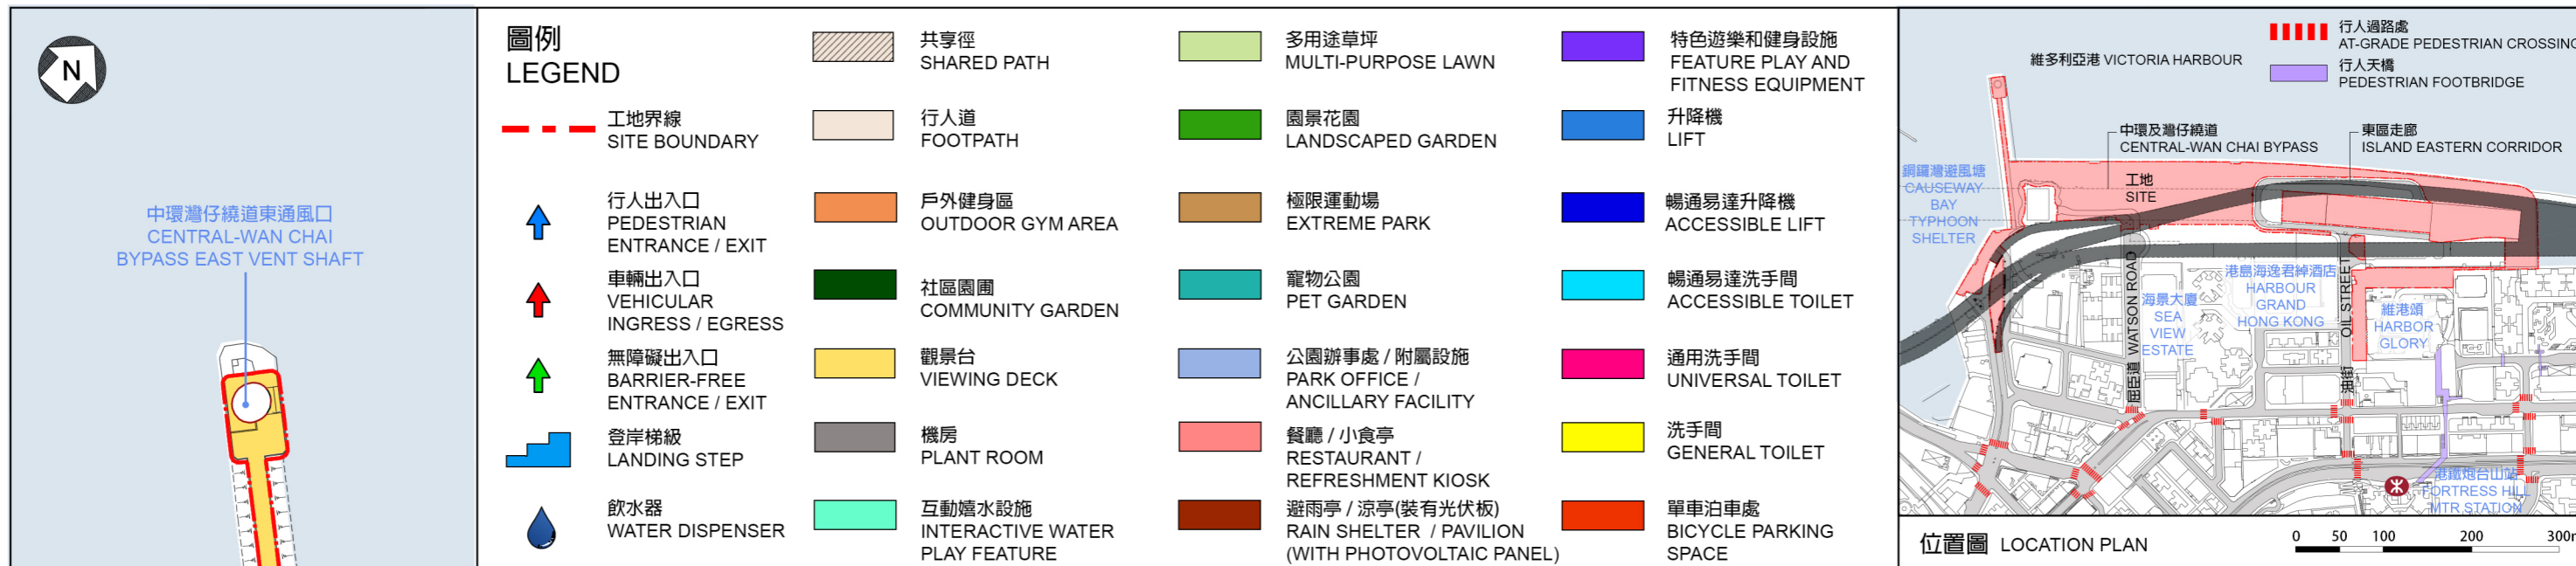 N
中環灣仔繞道東通風口
CENTRAL-WAN CHAI
BYPASS EAST VENT SHAFT
圖例
LEGEND
工地界線
SITE BOUNDARY
行人出入口
PEDESTRIAN
ENTRANCE / EXIT
車輛出入口
VEHICULAR
INGRESS / EGRESS
無障礙出入口
BARRIER-FREE
ENTRANCE / EXIT
登岸梯級
LANDING STEP
飲水器
WATER DISPENSER
共享徑
SHARED PATH
行人道
FOOTPATH
戶外健身區
OUTDOOR GYM AREA
社區園圃
COMMUNITY GARDEN
觀景台
VIEWING DECK
機房
PLANT ROOM
互動嬉水設施
INTERACTIVE WATER
PLAY FEATURE
多用途草坪
MULTI-PURPOSE LAWN
園景花園
LANDSCAPED GARDEN
極限運動場
EXTREME PARK
寵物公園
PET GARDEN
公園辦事處 / 附屬設施
PARK OFFICE /
ANCILLARY FACILITY
餐廳 / 小食亭
RESTAURANT /
REFRESHMENT KIOSK
避雨亭 / 涼亭(裝有光伏板)
RAIN SHELTER / PAVILION
(WITH PHOTOVOLTAIC PANEL)
特色遊樂和健身設施
FEATURE PLAY AND
FITNESS EQUIPMENT
升降機
LIFT
暢通易達升降機
ACCESSIBLE LIFT
暢通易達洗手間
ACCESSIBLE TOILET
通用洗手間
UNIVERSAL TOILET
洗手間
GENERAL TOILET
單車泊車處
BICYCLE PARKING
SPACE
行人過路處
AT-GRADE PEDESTRIAN CROSSING
行人天橋
PEDESTRIAN FOOTBRIDGE
維多利亞港 VICTORIA HARBOUR
中環及灣仔繞道
CENTRAL-WAN CHAI BYPASS
東區走廊
ISLAND EASTERN CORRIDOR
銅鑼灣避風塘
CAUSEWAY
BAY
TYPHOON
SHELTER
工地
SITE
屈臣道 WATSON ROAD
海景大廈
SEA
VIEW
ESTATE
港島海逸君綽酒店
HARBOUR
GRAND
HONG KONG
油街 OIL STREET
維港頌
HARBOR
GLORY
港鐵炮台山站
FORTRESS HILL
MTR STATION
位置圖 LOCATION PLAN
0 50 100 200 300m